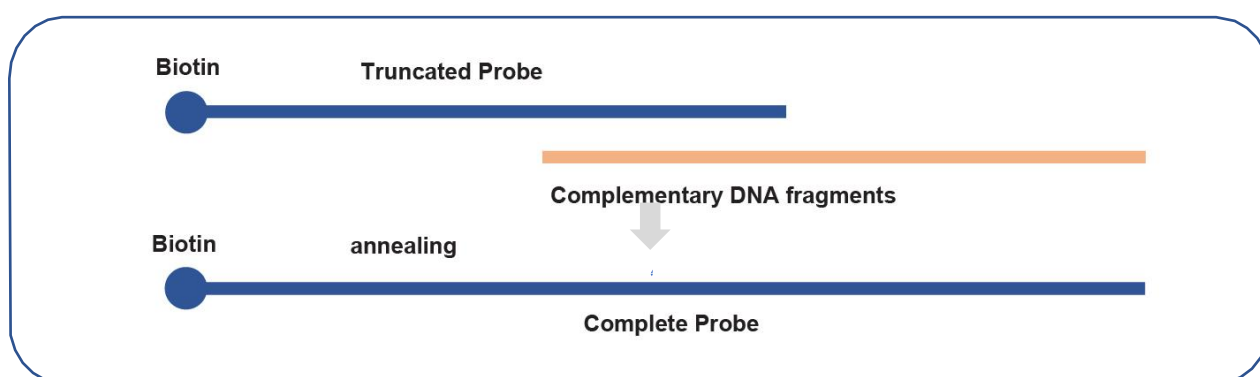 Biotin
Truncated Probe
Complementary DNA fragments
Biotin
annealing
Complete Probe